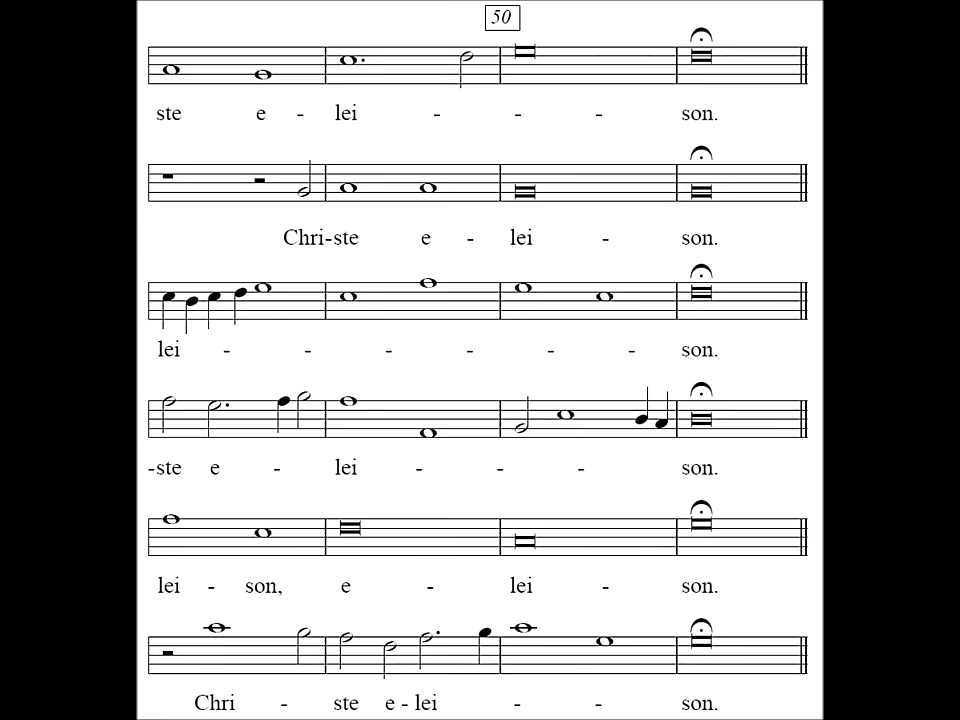 50
ste e - lei - - - son.
Chri-ste e - lei - son.
lei - - - - - - son.
-ste e - lei - - - son.
lei - son, e - lei - son.
Chri - ste e - lei - - son.